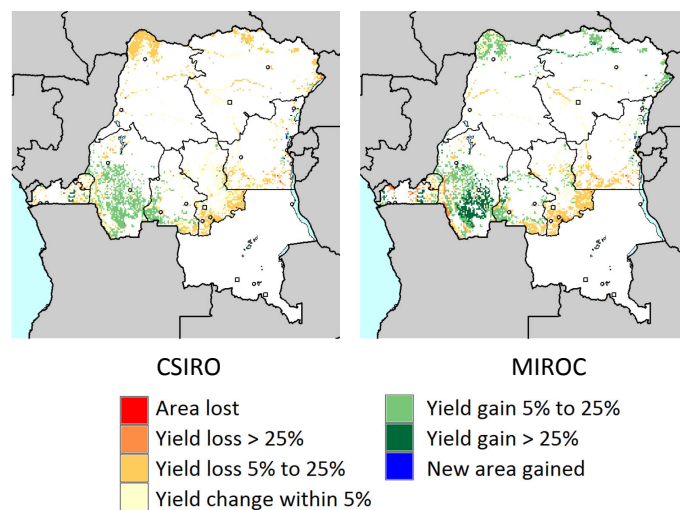 CSIRO
MIROC
Area lost
Yield loss > 25%
Yield loss 5% to 25%
Yield change within 5%
Yield gain 5% to 25%
Yield gain > 25%
New area gained